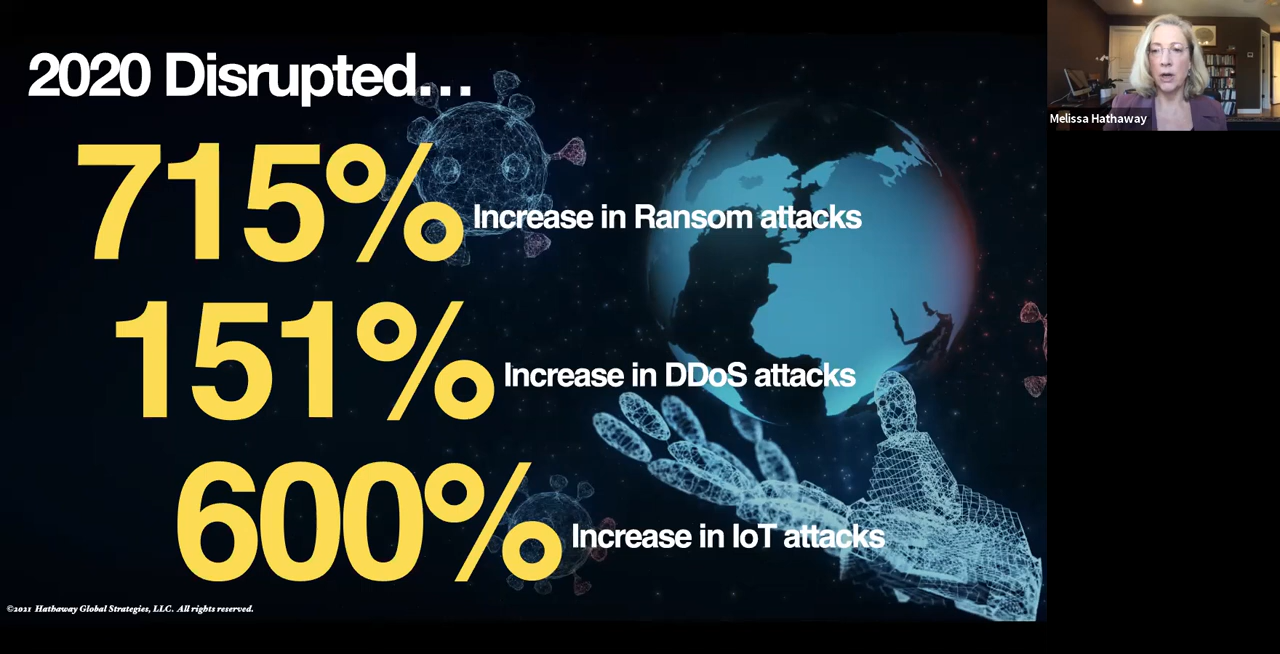 2020 Disrupted…
715%
Increase in Ransom attacks
151%
Increase in DDoS attacks
600%
Increase in IoT attacks
©2021 Hathaway Global Strategies, LLC. All rights reserved.
Melissa Hathaway